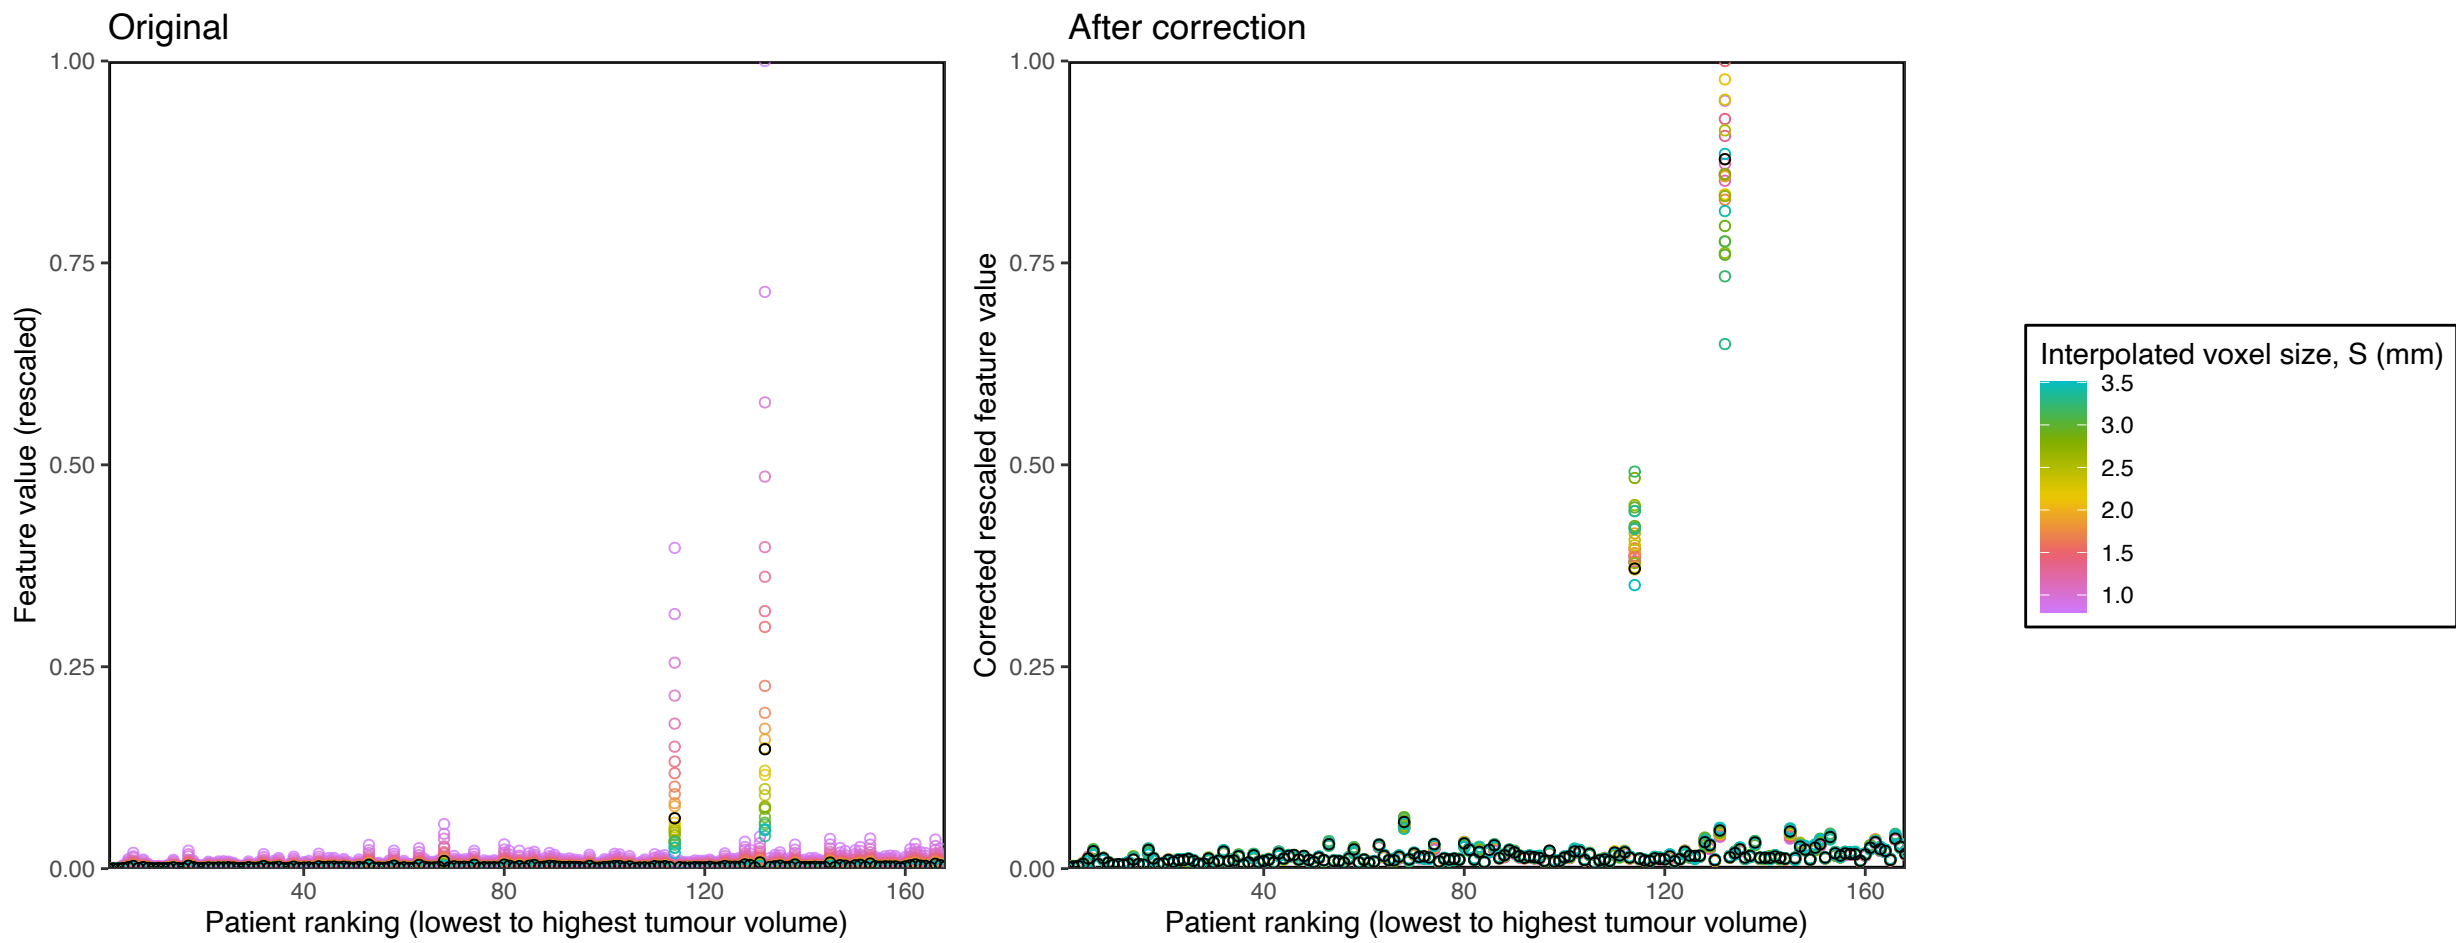 Original
1.00
0.75
0.50
0.25
0.00
Feature value (rescaled)
40 80 120 160
Patient ranking (lowest to highest tumour volume)
After correction
1.00
0.75
0.50
0.25
0.00
Corrected rescaled feature value
40 80 120 160
Patient ranking (lowest to highest tumour volume)
Interpolated voxel size, S (mm)
3.5
3.0
2.5
2.0
1.5
1.0